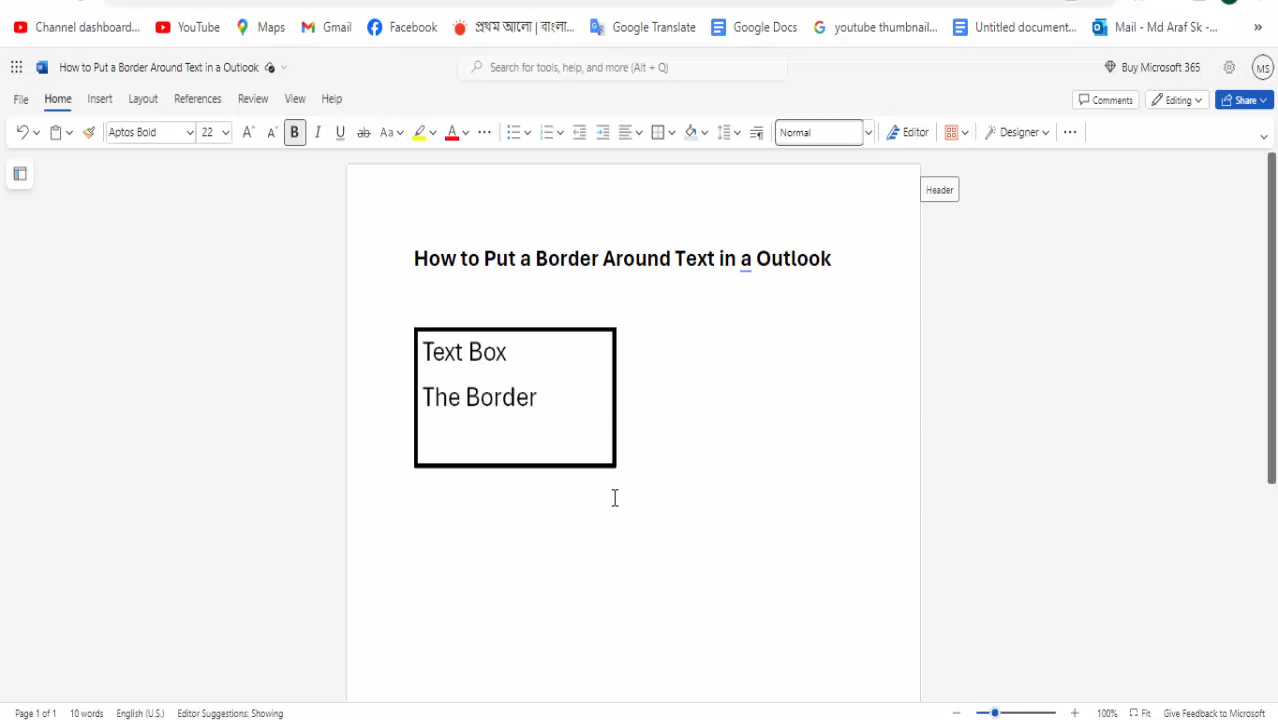 Channel dashboard... YouTube Maps Gmail Facebook প্রথম আলো | বাংলা... Google Translate Google Docs youtube thumbnail... Untitled document... Mail - Md Araf Sk -... »
How to Put a Border Around Text in a Outlook Search for tools, help, and more (Alt + Q) Buy Microsoft 365 MS
File Home Insert Layout References Review View Help Comments Editing Share
Aptos Bold 22 A A B I U ab Aa A Normal Editor Designer
Header
How to Put a Border Around Text in a Outlook
Text Box
The Border
Page 1 of 1 10 words English (U.S.) Editor Suggestions: Showing 100% Fit Give Feedback to Microsoft